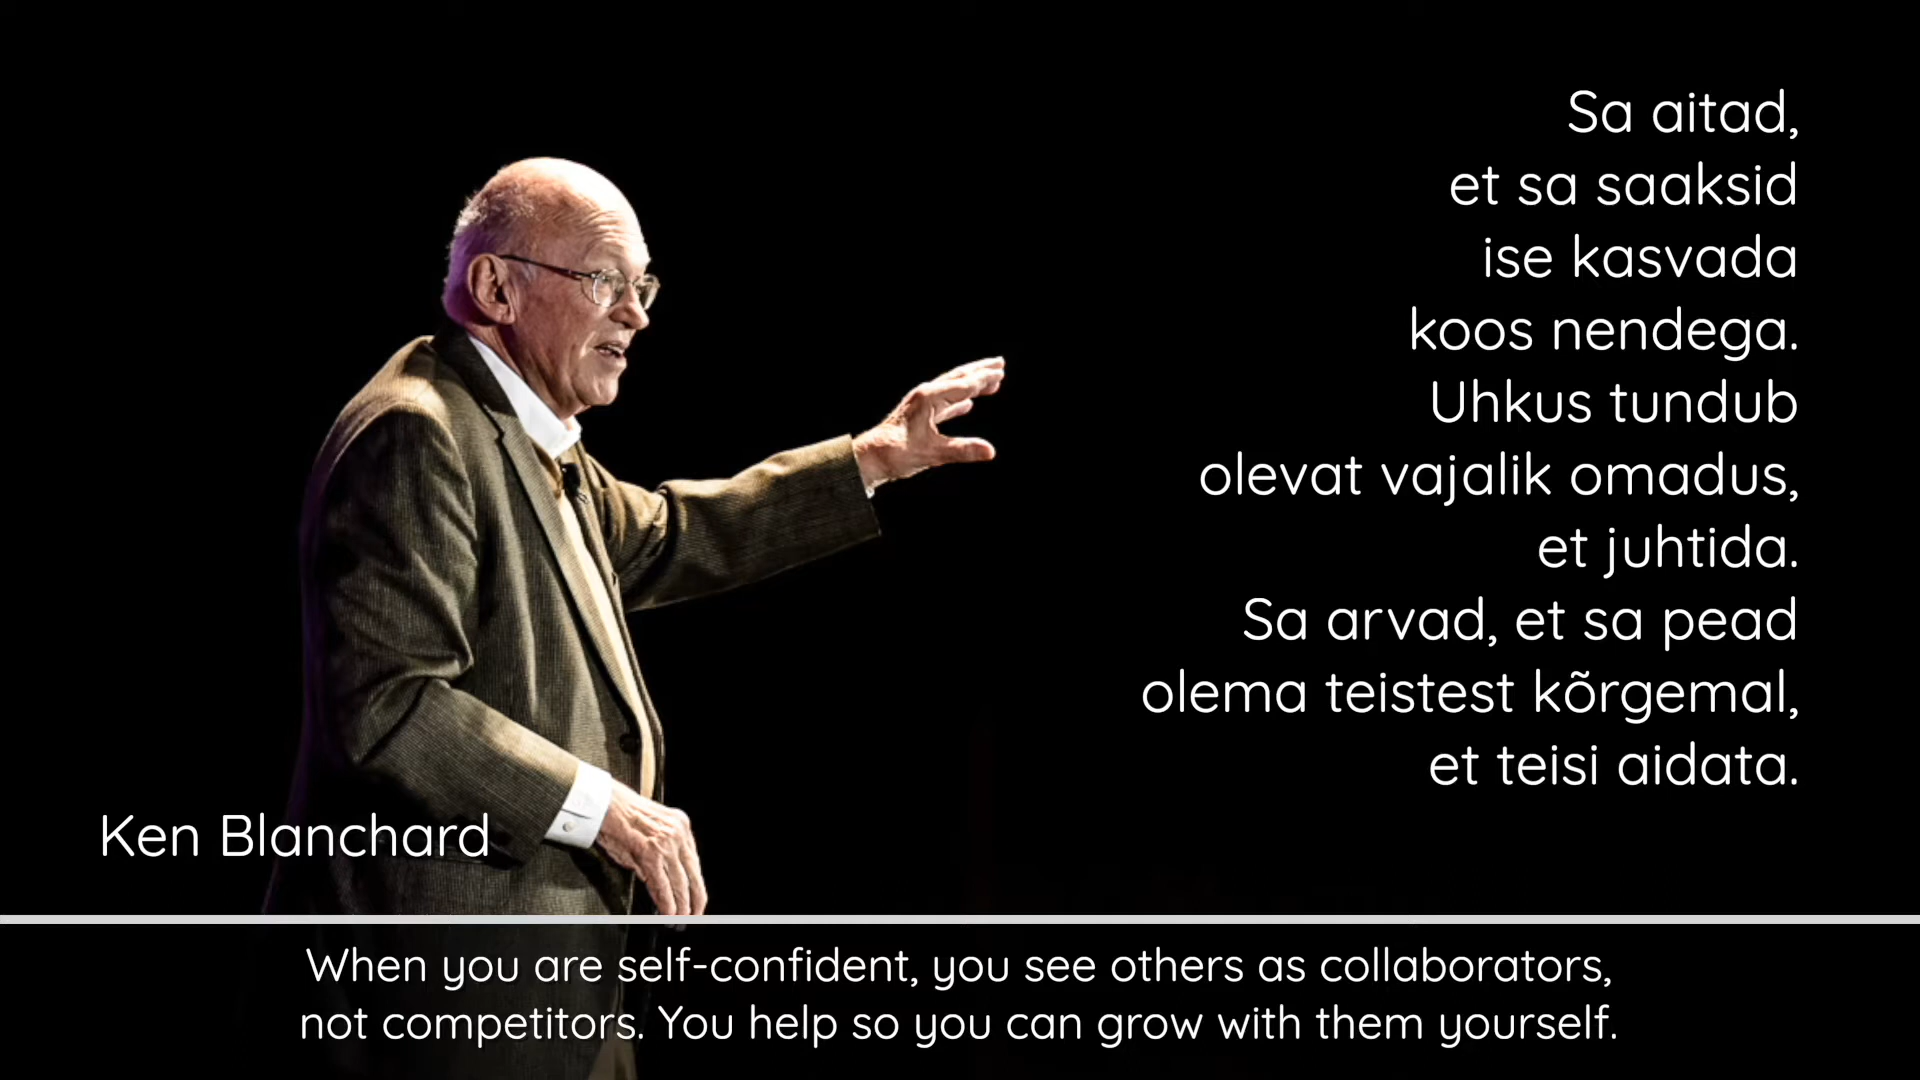 Sa aitad,
et sa saaksid
ise kasvada
koos nendega.
Uhkus tundub
olevat vajalik omadus,
et juhtida.
Sa arvad, et sa pead
olema teistest kõrgemal,
et teisi aidata.
Ken Blanchard
When you are self-confident, you see others as collaborators,
not competitors. You help so you can grow with them yourself.